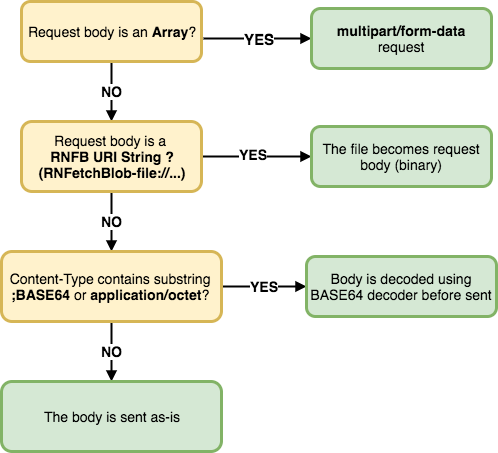 Request body is an Array?
YES
multipart/form-data
request
NO
Request body is a
RNFB URI String ?
(RNFetchBlob-file://...)
YES
The file becomes request
body (binary)
NO
Content-Type contains substring
;BASE64 or application/octet?
YES
Body is decoded using
BASE64 decoder before sent
NO
The body is sent as-is